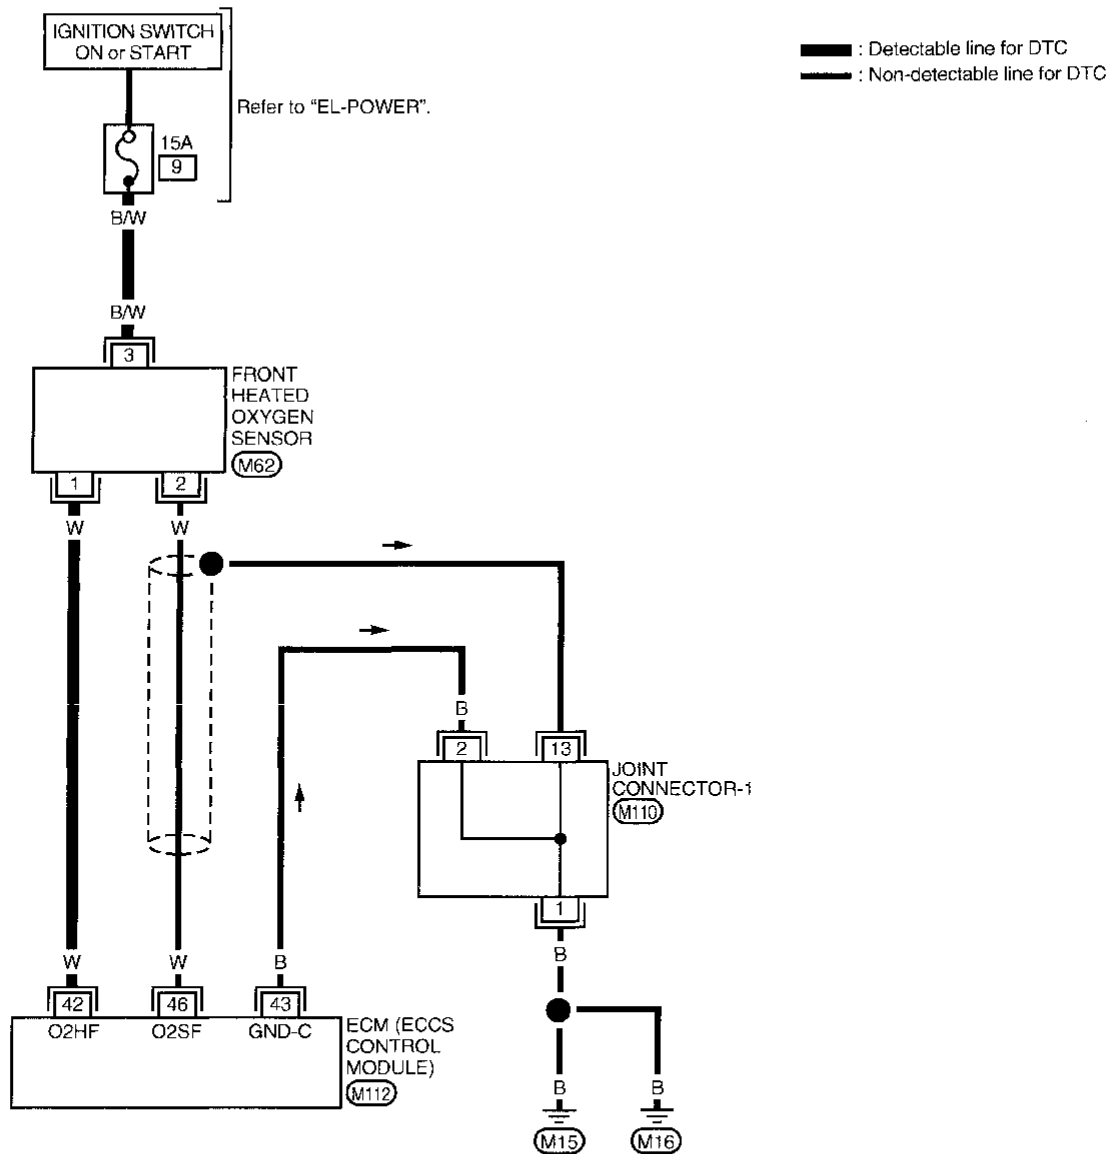 IGNITION SWITCH
ON or START
: Detectable line for DTC
: Non-detectable line for DTC
Refer to "EL-POWER".
15A
9
B/W
B/W
3
FRONT
HEATED
OXYGEN
SENSOR
M62
1
2
W
W
B
2
13
JOINT
CONNECTOR-1
M110
1
B
W
W
B
42
46
43
O2HF
O2SF
GND-C
ECM (ECCS
CONTROL
MODULE)
M112
B
B
M15
M16